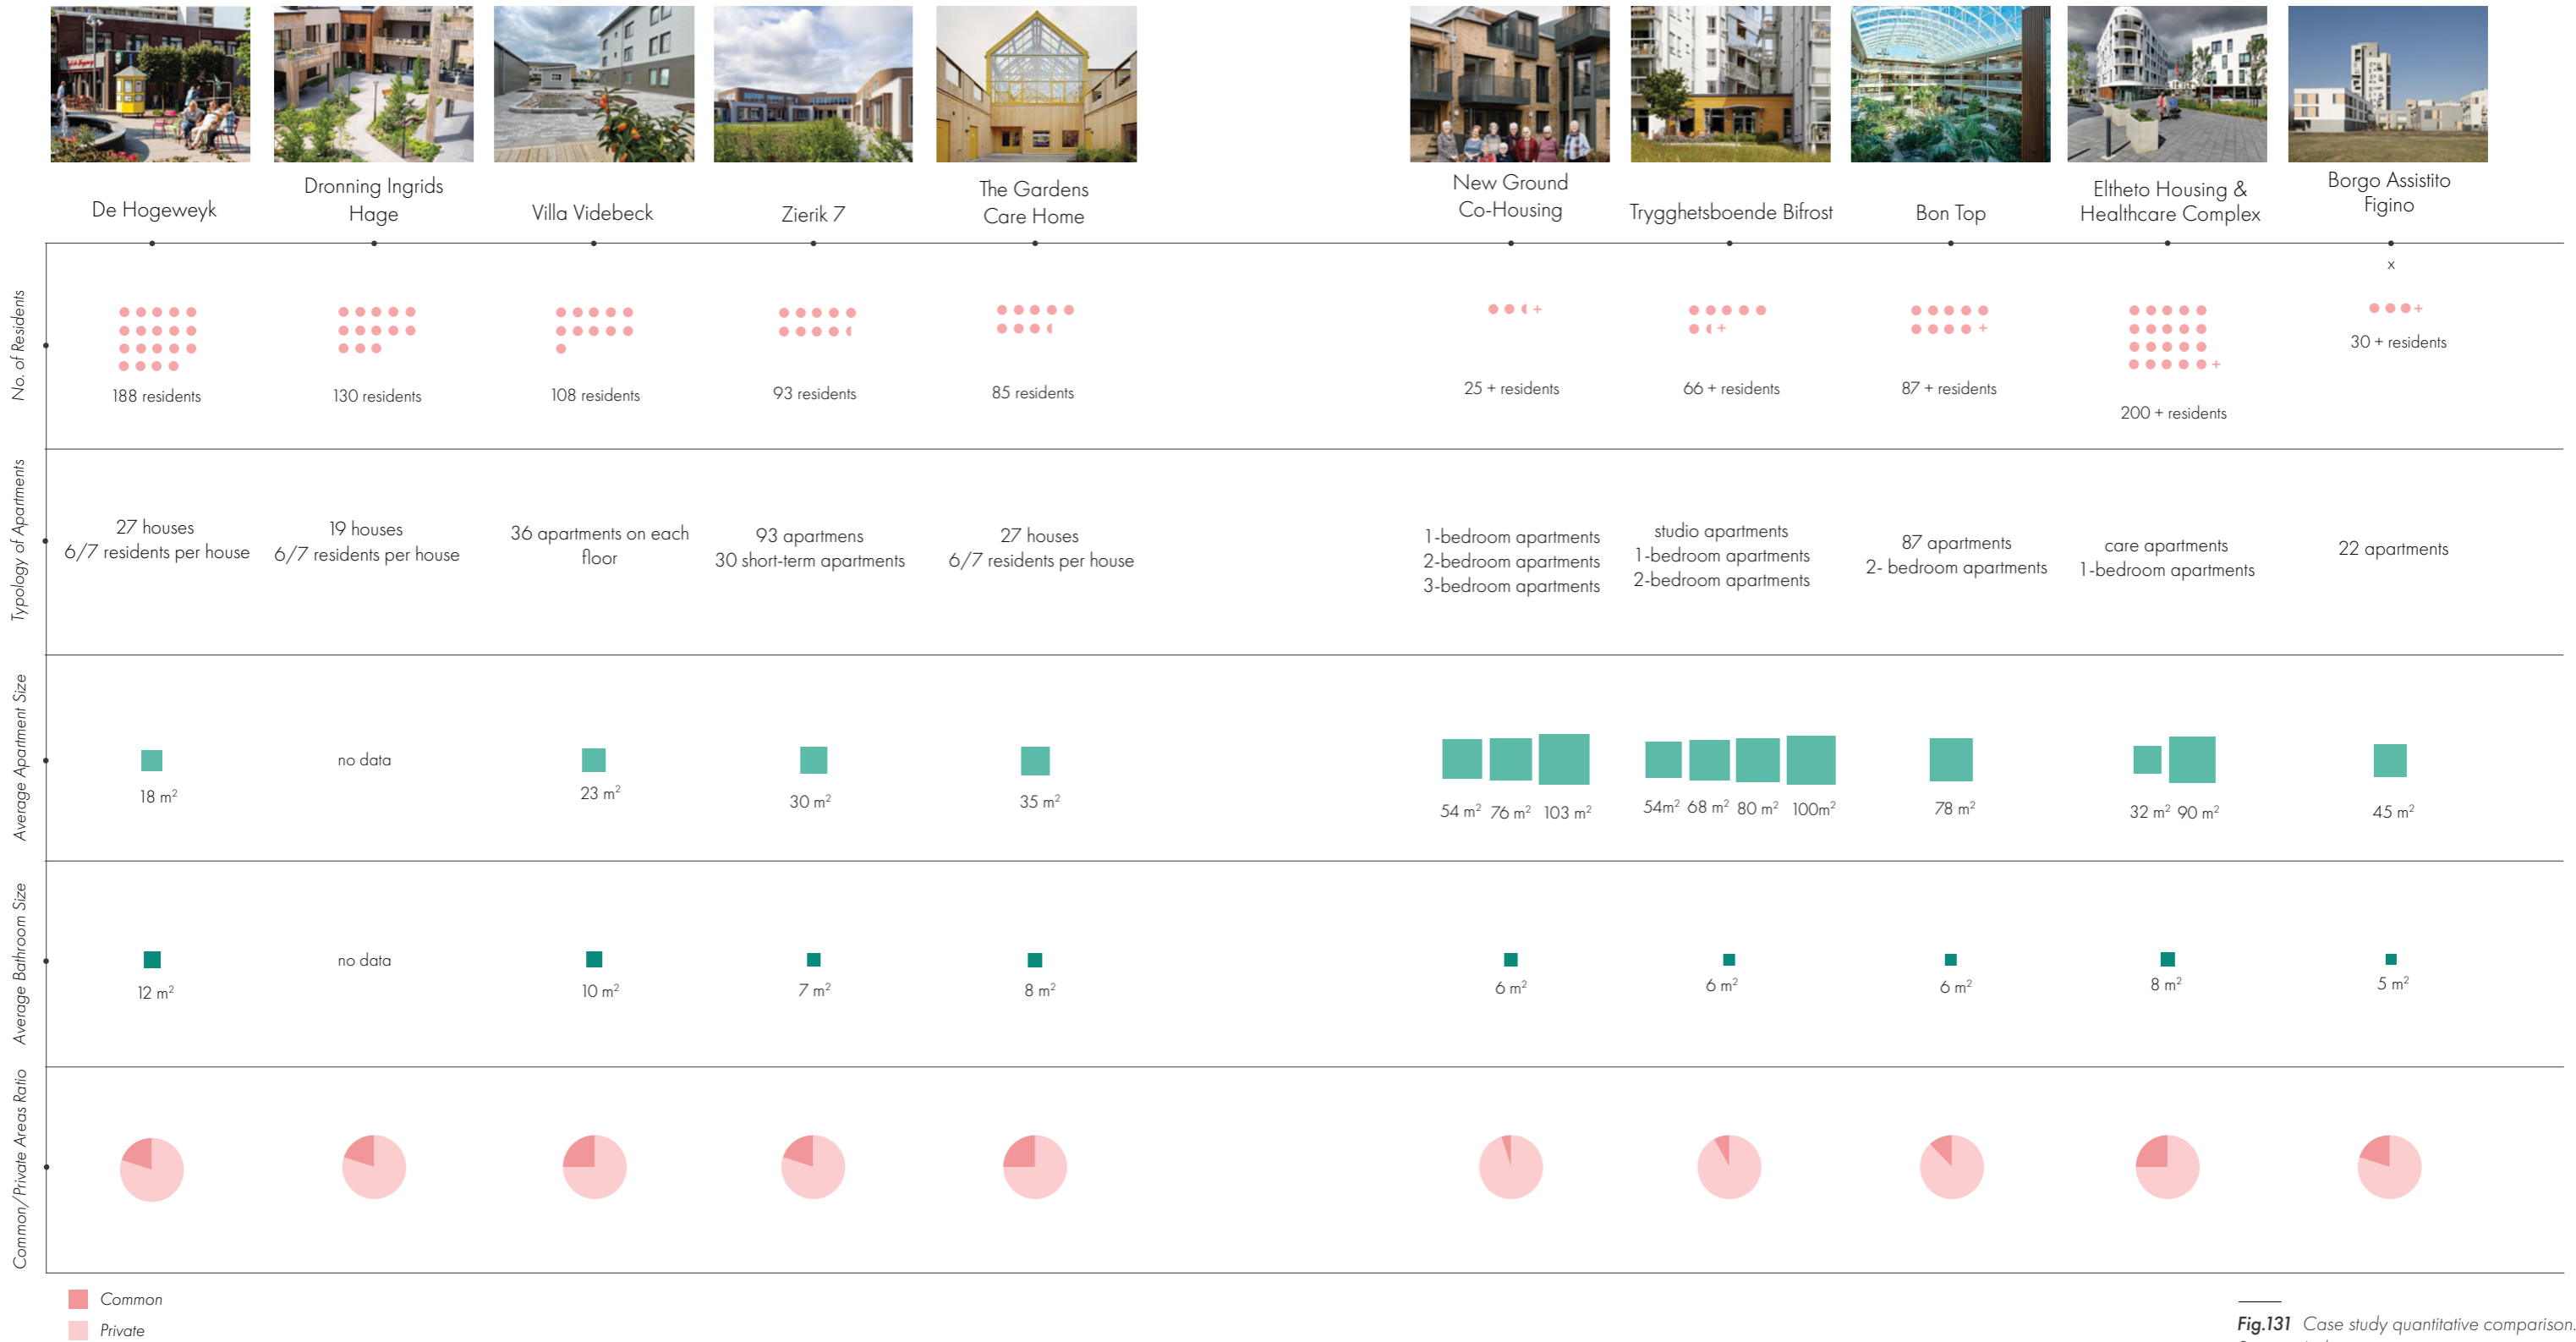 De Hogeweyk
Dronning Ingrids
Hage
Villa Videbeck
Zierik 7
The Gardens
Care Home
New Ground
Co-Housing
Trygghetsboende Bifrost
Bon Top
Eltheto Housing &
Healthcare Complex
Borgo Assistito
Figino
No. of Residents
188 residents
130 residents
108 residents
93 residents
85 residents
25 + residents
66 + residents
87 + residents
200 + residents
x
30 + residents
Typology of Apartments
27 houses
6/7 residents per house
19 houses
6/7 residents per house
36 apartments on each
floor
93 apartmens
30 short-term apartments
27 houses
6/7 residents per house
1-bedroom apartments
2-bedroom apartments
3-bedroom apartments
studio apartments
1-bedroom apartments
2-bedroom apartments
87 apartments
2- bedroom apartments
care apartments
1-bedroom apartments
22 apartments
Average Apartment Size
18 m²
no data
23 m²
30 m²
35 m²
54 m² 76 m² 103 m²
54m² 68 m² 80 m² 100m²
78 m²
32 m² 90 m²
45 m²
Average Bathroom Size
12 m²
no data
10 m²
7 m²
8 m²
6 m²
6 m²
6 m²
8 m²
5 m²
Common/Private Areas Ratio
Common
Private
Fig.131 Case study quantitative comparison.